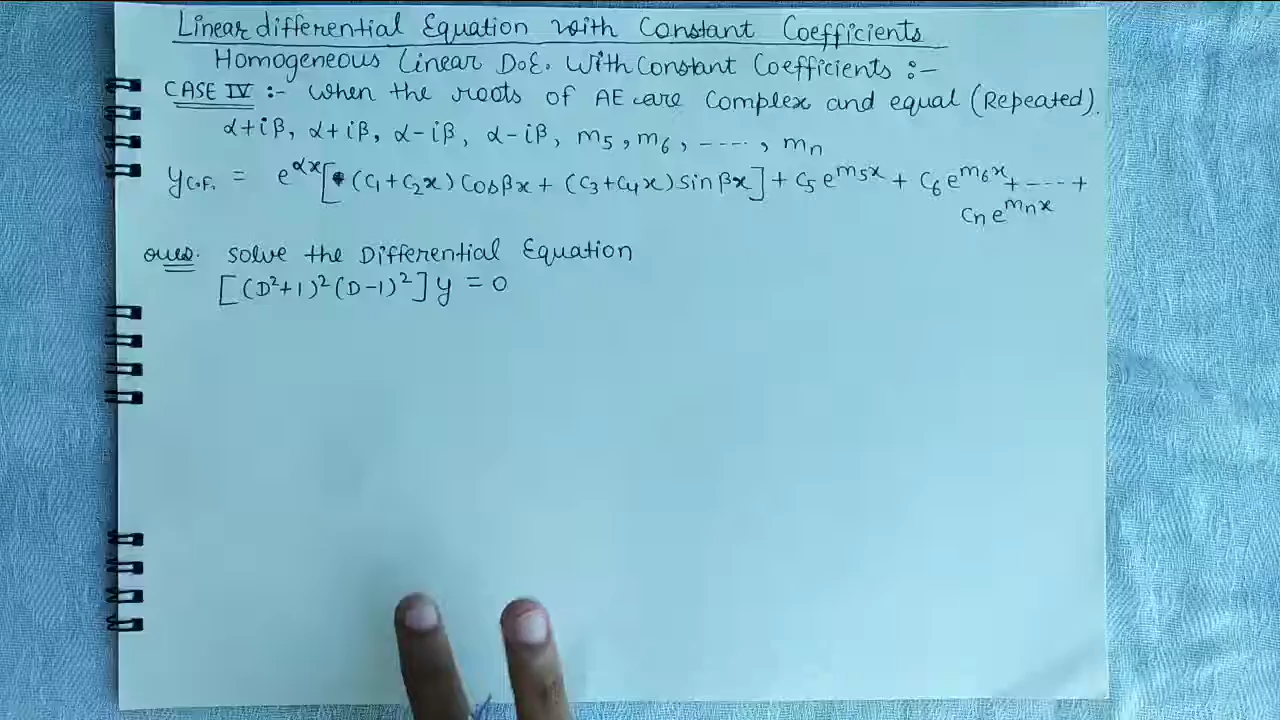 Linear differential Equation with Constant Coefficients
Homogeneous Linear D.E. With Constant Coefficients :-
CASE IV :- when the roots of AE are Complex and equal (Repeated).
α+iβ, α+iβ, α-iβ, α-iβ, m₅, m₆, ----, mₙ
y_C.F. = e^αx[(C₁+C₂x)Cosβx + (C₃+C₄x)Sinβx] + C₅e^m₅x + C₆e^m₆x + ---- +
Cₙe^mₙx
Ques. Solve the Differential Equation
[(D²+1)²(D-1)²]y = 0